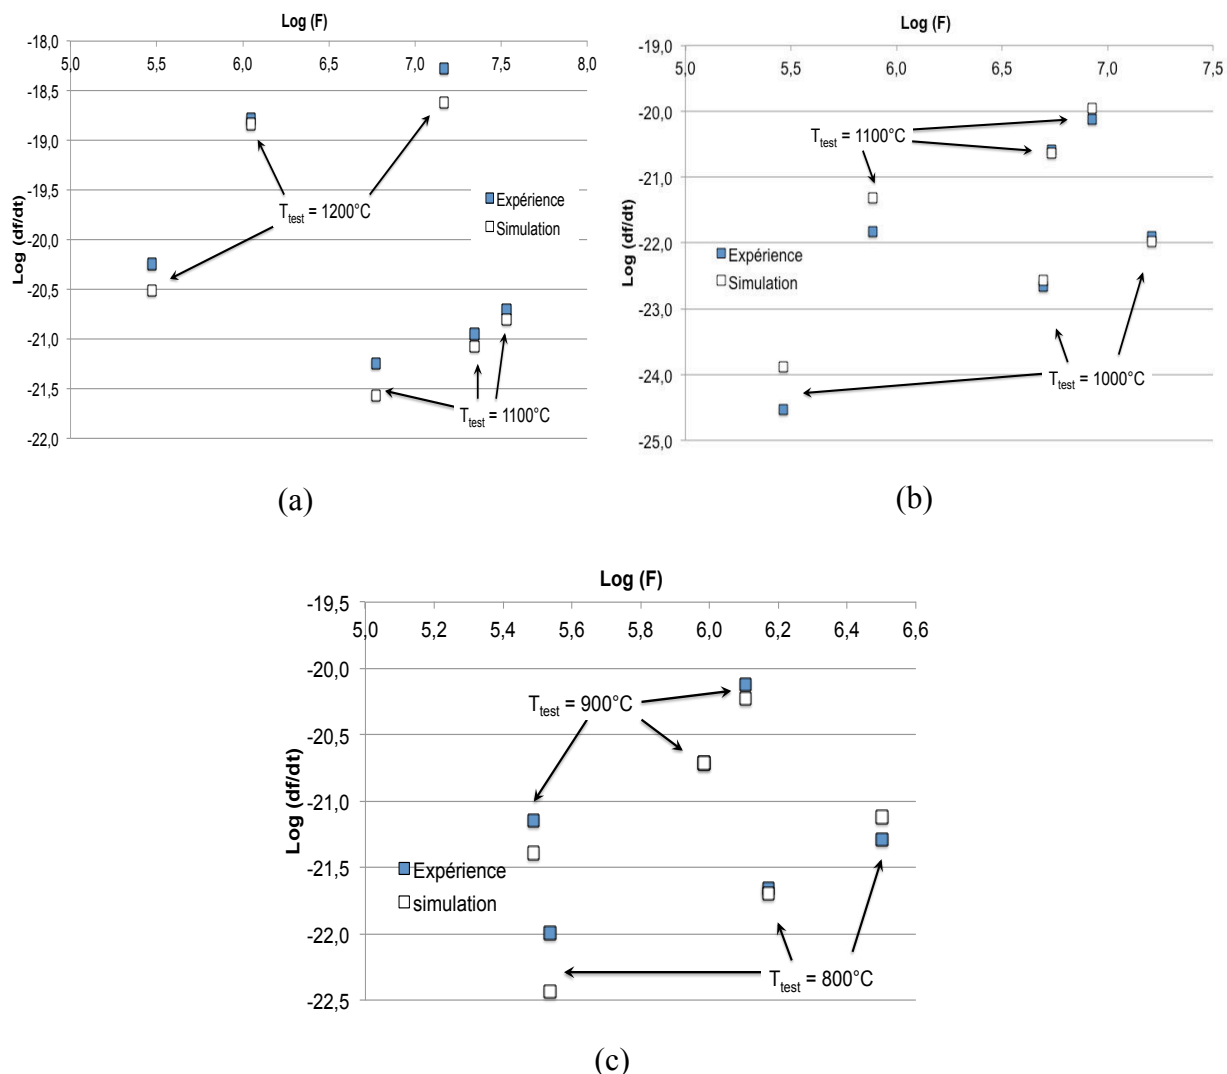 Log (F)
-18,0
5,0 5,5 6,0 6,5 7,0 7,5 8,0
-18,5
-19,0
-19,5
-20,0
-20,5
-21,0
-21,5
-22,0
Log (df/dt)
Ttest = 1200°C
Expérience
Simulation
Ttest = 1100°C
(a)
Log (F)
-19,0
5,0 5,5 6,0 6,5 7,0 7,5
-20,0
-21,0
-22,0
-23,0
-24,0
-25,0
Log (df/dt)
Ttest = 1100°C
Expérience
Simulation
Ttest = 1000°C
(b)
Log (F)
-19,5
5,0 5,2 5,4 5,6 5,8 6,0 6,2 6,4 6,6
-20,0
-20,5
-21,0
-21,5
-22,0
-22,5
Log (df/dt)
Ttest = 900°C
Expérience
simulation
Ttest = 800°C
(c)